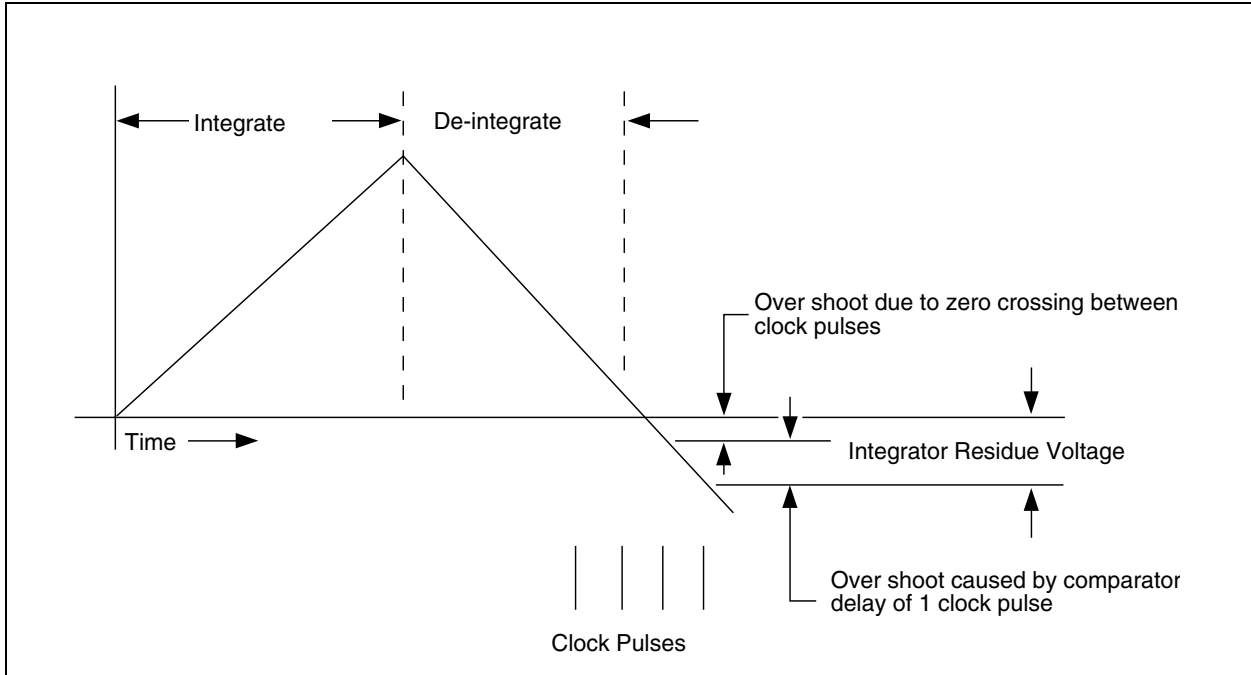 Integrate
De-integrate
Over shoot due to zero crossing between
clock pulses
Time
Integrator Residue Voltage
Over shoot caused by comparator
delay of 1 clock pulse
Clock Pulses